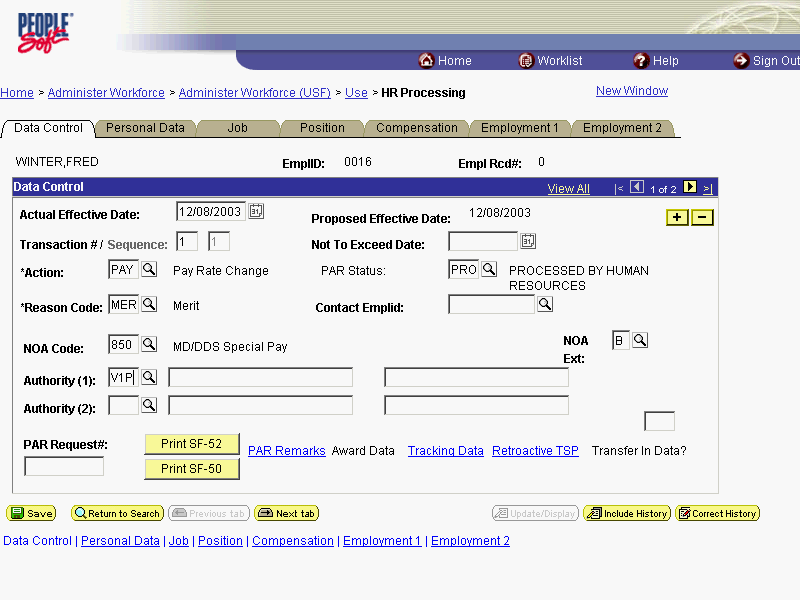 PEOPLE
Soft
Home Worklist Help Sign Out
Home > Administer Workforce > Administer Workforce (USF) > Use > HR Processing New Window
Data Control Personal Data Job Position Compensation Employment 1 Employment 2
WINTER,FRED EmplID: 0016 Empl Rcd#: 0
Data Control View All |< 1 of 2 >|
Actual Effective Date: 12/08/2003 31 Proposed Effective Date: 12/08/2003 + −
Transaction # / Sequence: 1 1 Not To Exceed Date: 31
*Action: PAY Pay Rate Change PAR Status: PRO PROCESSED BY HUMAN
RESOURCES
*Reason Code: MER Merit Contact Emplid:
NOA Code: 850 MD/DDS Special Pay NOA
Ext: B
Authority (1): V1P
Authority (2):
PAR Request#: Print SF-52 PAR Remarks Award Data Tracking Data Retroactive TSP Transfer In Data?
Print SF-50
Save Return to Search Previous tab Next tab Update/Display Include History Correct History
Data Control | Personal Data | Job | Position | Compensation | Employment 1 | Employment 2